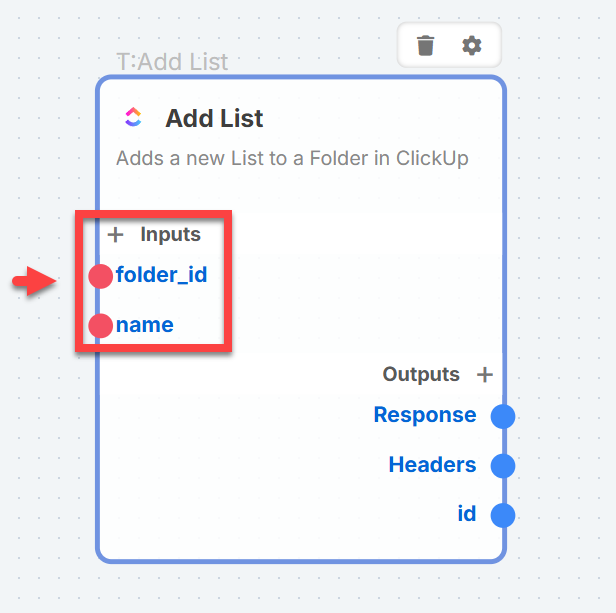 T:Add List
Add List
Adds a new List to a Folder in ClickUp
+ Inputs
folder_id
name
Outputs +
Response
Headers
id